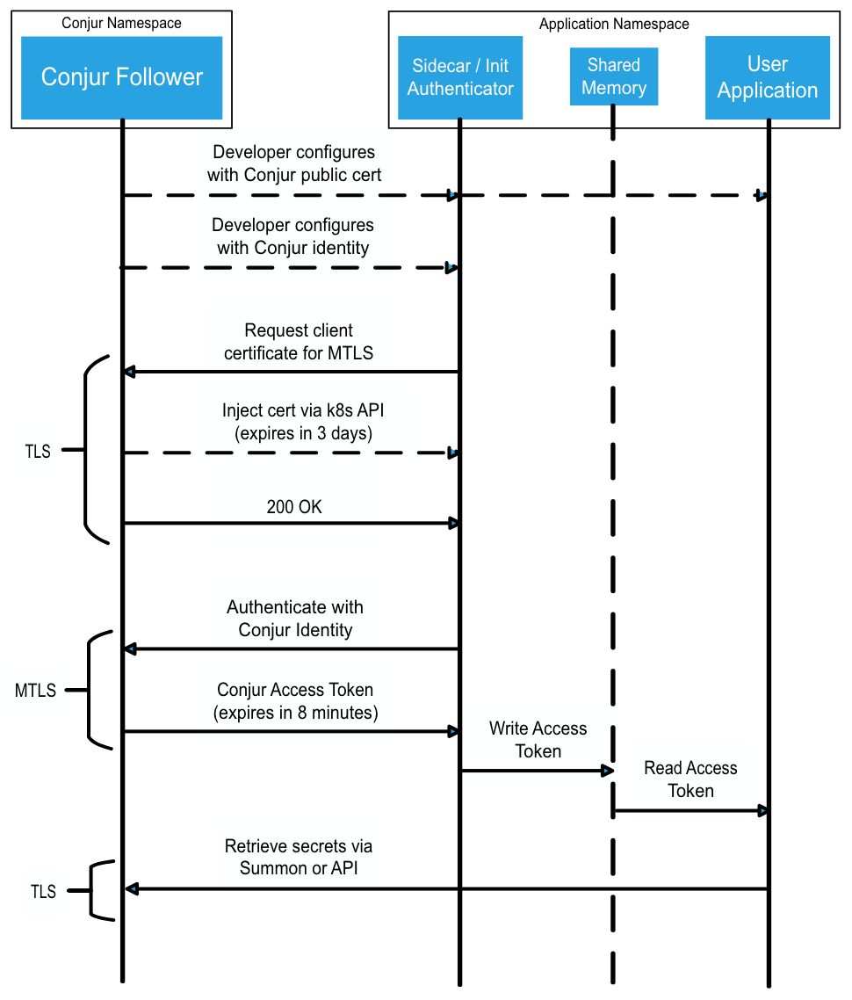 Conjur Namespace
Application Namespace
Conjur Follower
Sidecar / Init
Authenticator
Shared
Memory
User
Application
Developer configures
with Conjur public cert
Developer configures
with Conjur identity
Request client
certificate for MTLS
Inject cert via k8s API
(expires in 3 days)
TLS
200 OK
Authenticate with
Conjur Identity
MTLS
Conjur Access Token
(expires in 8 minutes)
Write Access
Token
Read Access
Token
Retrieve secrets via
Summon or API
TLS